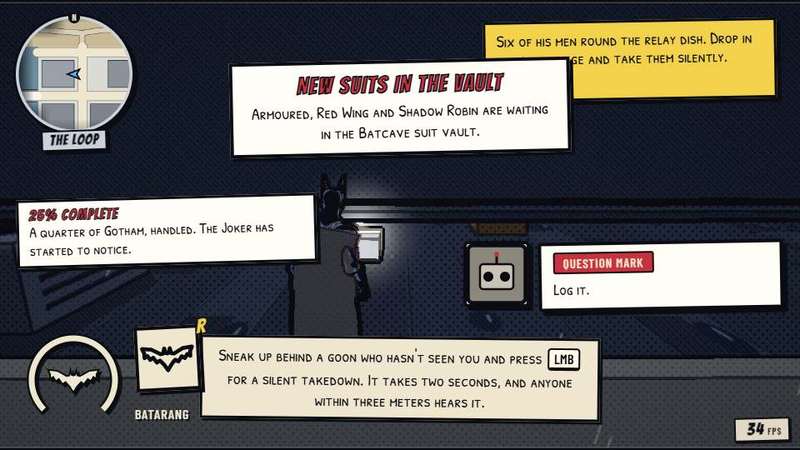 N
THE LOOP
SIX OF HIS MEN ROUND THE RELAY DISH. DROP IN
GE AND TAKE THEM SILENTLY.
NEW SUITS IN THE VAULT
ARMOURED, RED WING AND SHADOW ROBIN ARE WAITING
IN THE BATCAVE SUIT VAULT.
25% COMPLETE
A QUARTER OF GOTHAM, HANDLED. THE JOKER HAS
STARTED TO NOTICE.
QUESTION MARK
LOG IT.
R
BATARANG
SNEAK UP BEHIND A GOON WHO HASN'T SEEN YOU AND PRESS LMB
FOR A SILENT TAKEDOWN. IT TAKES TWO SECONDS, AND ANYONE
WITHIN THREE METERS HEARS IT.
34 FPS